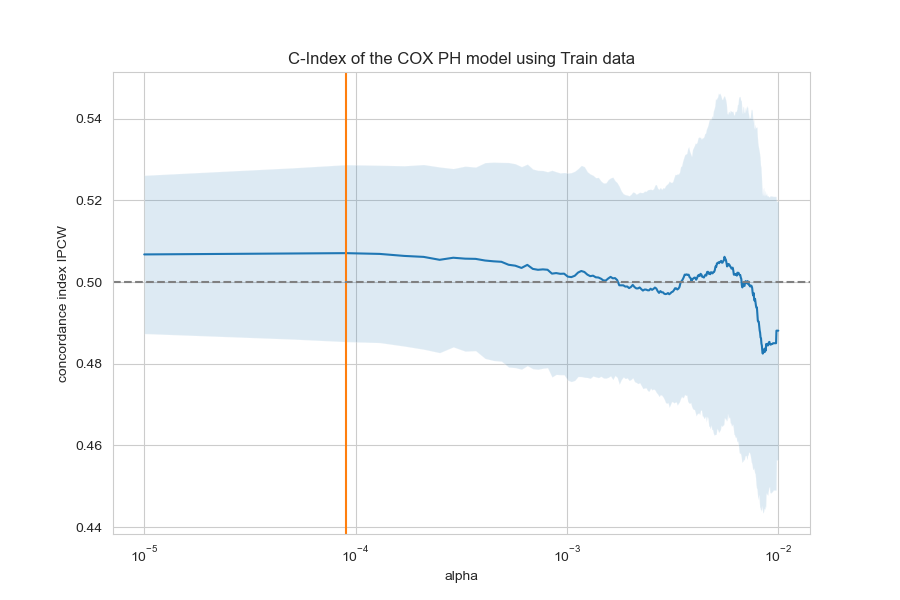 C-Index of the COX PH model using Train data
concordance index IPCW
0.54
0.52
0.50
0.48
0.46
0.44
10⁻⁵ 10⁻⁴ 10⁻³ 10⁻²
alpha